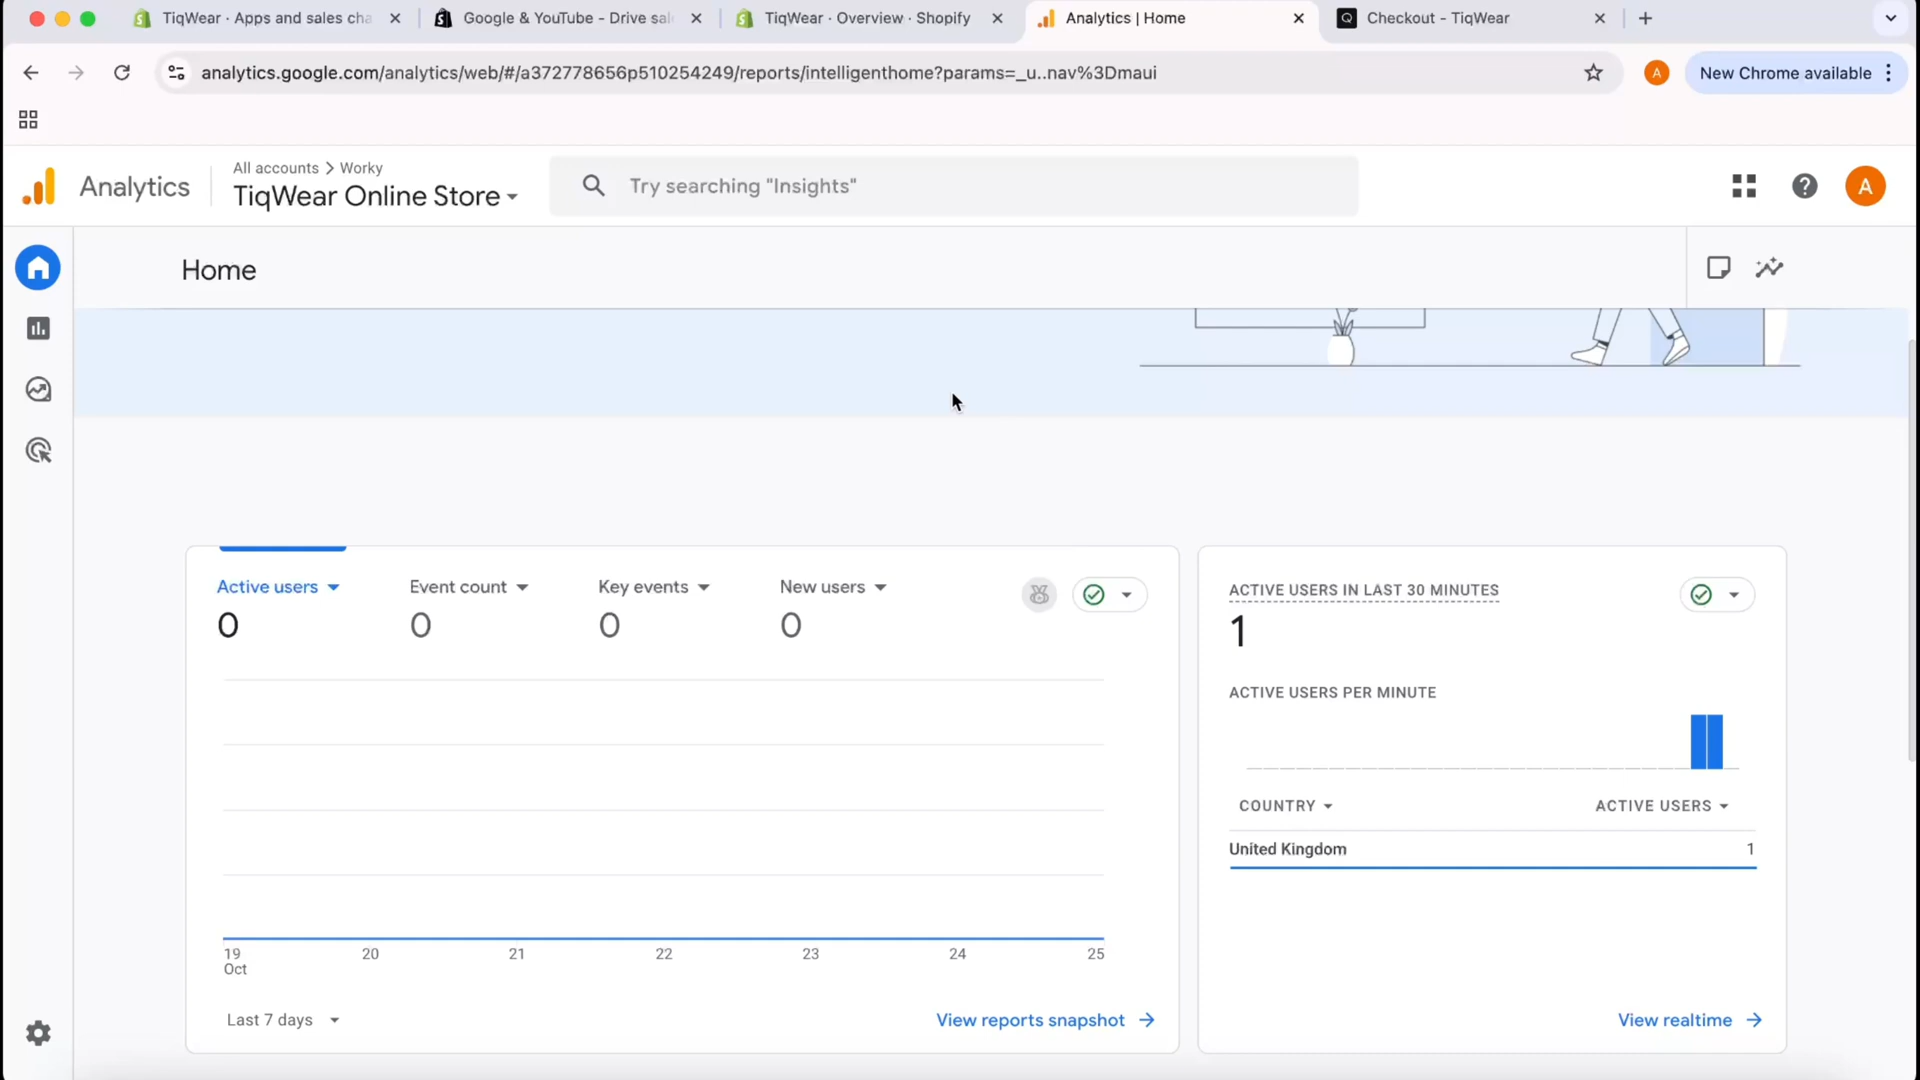 TiqWear · Apps and sales cha
Google & YouTube - Drive sal
TiqWear · Overview · Shopify
Analytics | Home
Checkout - TiqWear
analytics.google.com/analytics/web/#/a372778656p510254249/reports/intelligenthome?params=_u..nav%3Dmaui
A
New Chrome available
Analytics
All accounts > Worky
TiqWear Online Store
Try searching "Insights"
A
Home
Active users
Event count
Key events
New users
0
0
0
0
19
Oct
20
21
22
23
24
25
Last 7 days
View reports snapshot
ACTIVE USERS IN LAST 30 MINUTES
1
ACTIVE USERS PER MINUTE
COUNTRY
ACTIVE USERS
United Kingdom
1
View realtime